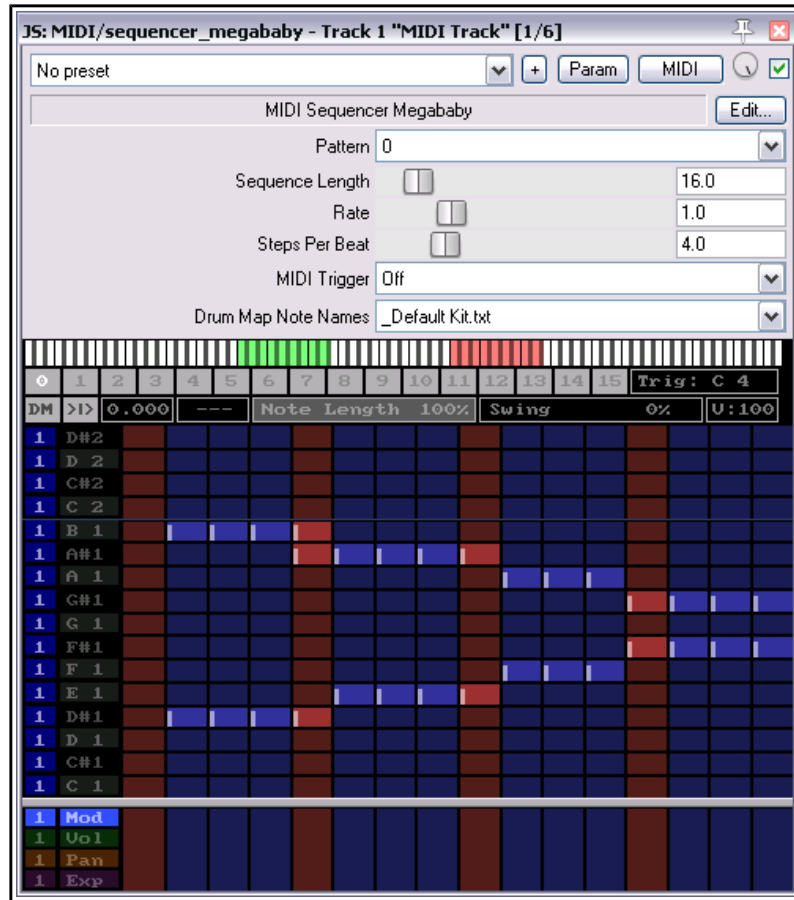 JS: MIDI/sequencer_megababy - Track 1 "MIDI Track" [1/6]
No preset + Param MIDI
MIDI Sequencer Megababy Edit...
Pattern 0
Sequence Length 16.0
Rate 1.0
Steps Per Beat 4.0
MIDI Trigger Off
Drum Map Note Names _Default Kit.txt
0 1 2 3 4 5 6 7 8 9 10 11 12 13 14 15 Trig: C 4
DM >I> 0.000 --- Note Length 100% Swing 0% V:100
1 D#2
1 D 2
1 C#2
1 C 2
1 B 1
1 A#1
1 A 1
1 G#1
1 G 1
1 F#1
1 F 1
1 E 1
1 D#1
1 D 1
1 C#1
1 C 1
1 Mod
1 Vol
1 Pan
1 Exp